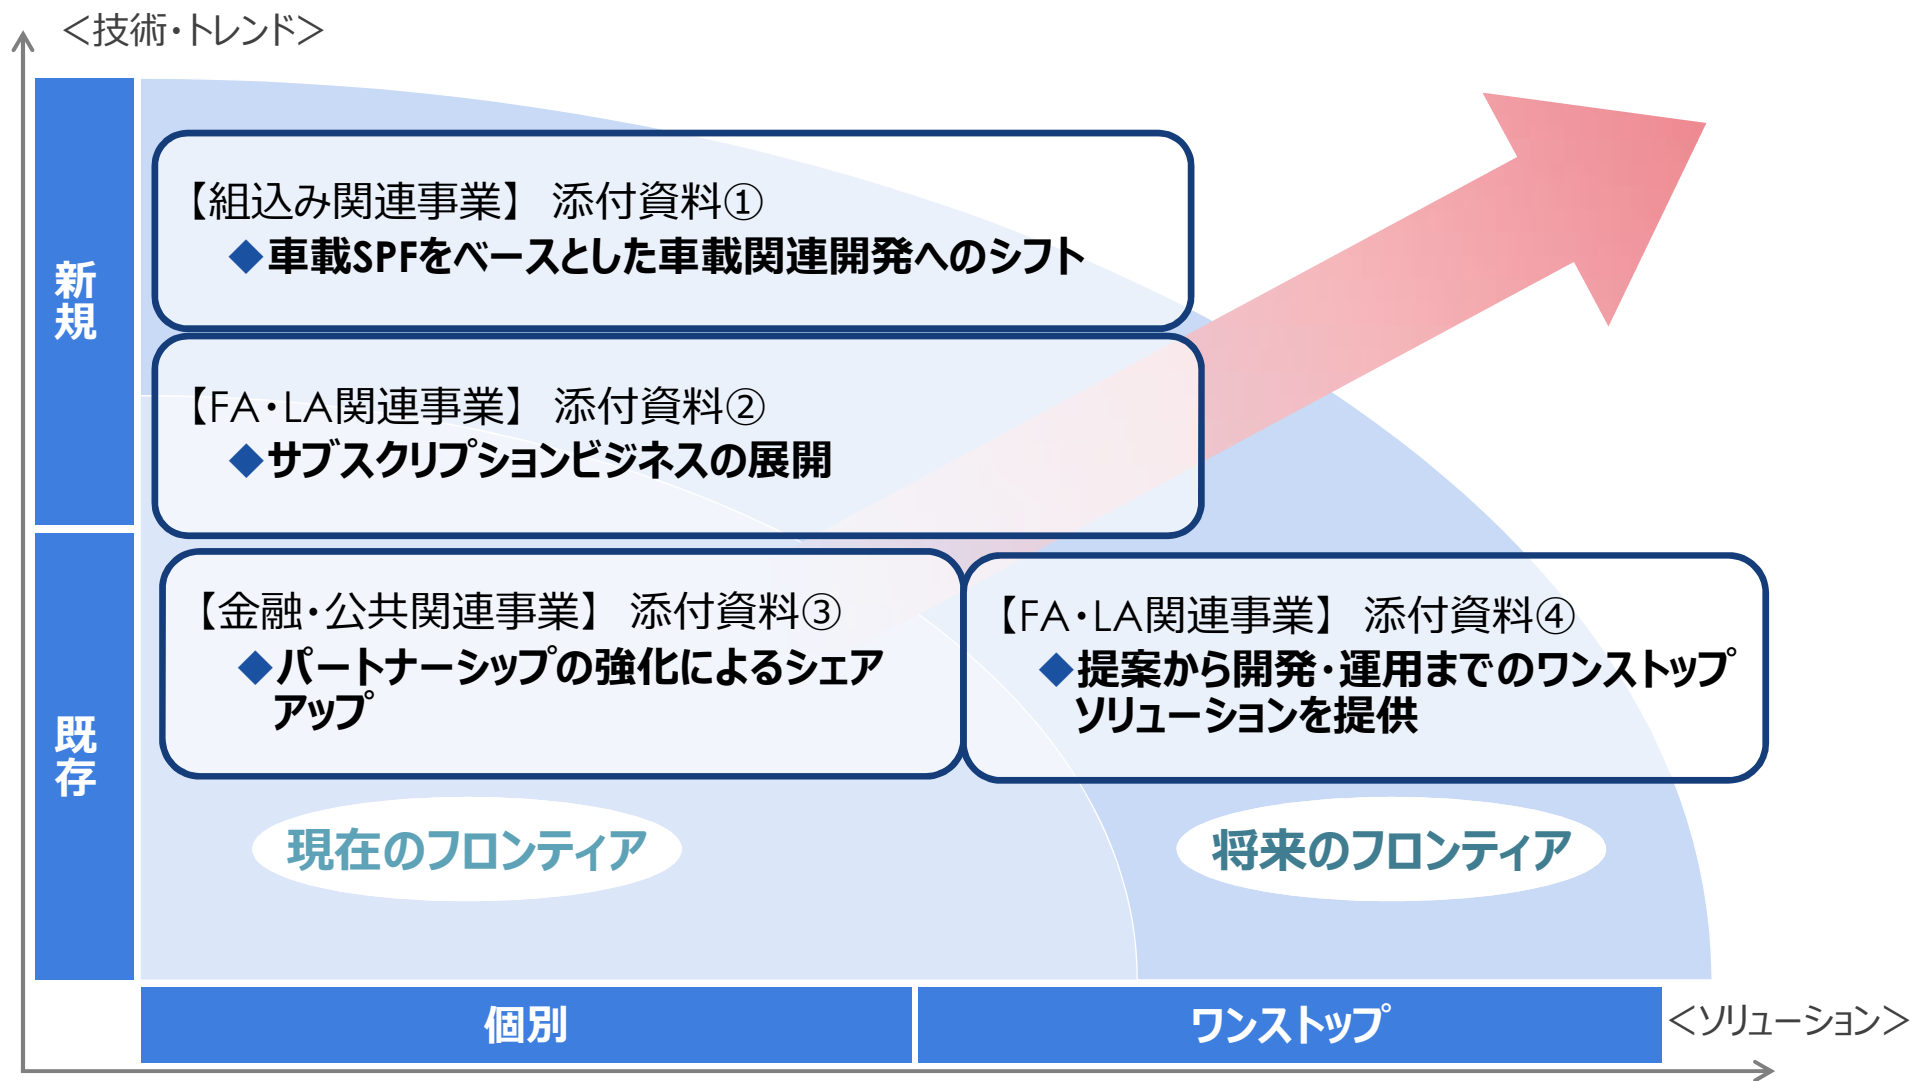 ＜技術・トレンド＞
新規
【組込み関連事業】 添付資料①
◆車載SPFをベースとした車載関連開発へのシフト
【FA・LA関連事業】 添付資料②
◆サブスクリプションビジネスの展開
既存
【金融・公共関連事業】 添付資料③
◆パートナーシップの強化によるシェア
アップ
【FA・LA関連事業】 添付資料④
◆提案から開発・運用までのワンストップ
ソリューションを提供
現在のフロンティア
将来のフロンティア
個別
ワンストップ
＜ソリューション＞